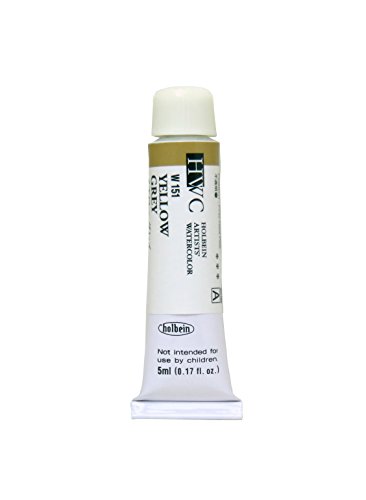 HWC
HOLBEIN
ARTISTS'
WATERCOLOR
W 151
YELLOW
GREY
+++
A
holbein
Not intended for
use by children.
5ml (0.17 fl. oz.)